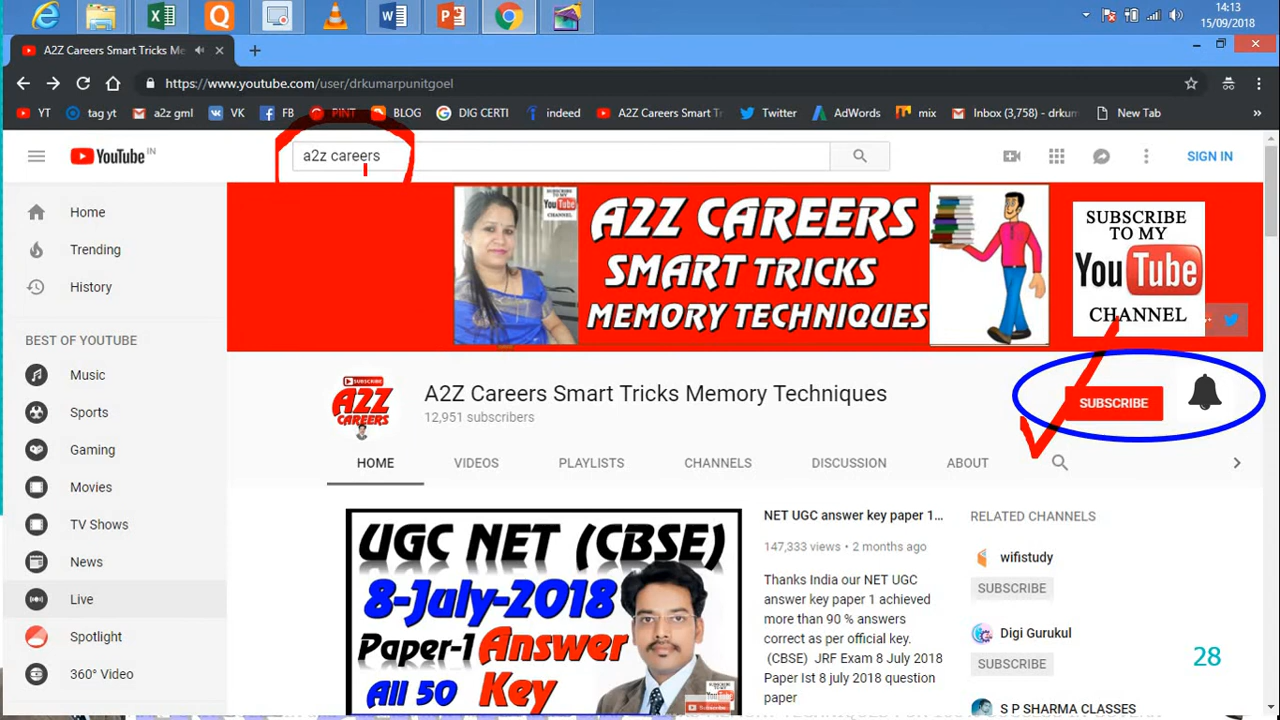 14:13
15/09/2018
A2Z Careers Smart Tricks Me
https://www.youtube.com/user/drkumarpunitgoel
YT
tag yt
a2z gml
VK
FB
PINT
BLOG
DIG CERTI
indeed
A2Z Careers Smart T
Twitter
AdWords
mix
Inbox (3,758) - drkum
New Tab
YouTube IN
a2z careers
SIGN IN
Home
Trending
History
BEST OF YOUTUBE
Music
Sports
Gaming
Movies
TV Shows
News
Live
Spotlight
360° Video
SUBSCRIBE
TO MY
YouTube
CHANNEL
A2Z CAREERS
SMART TRICKS
MEMORY TECHNIQUES
SUBSCRIBE
TO MY
YouTube
CHANNEL
SUBSCRIBE
A2Z
CAREERS
A2Z Careers Smart Tricks Memory Techniques
12,951 subscribers
SUBSCRIBE
HOME
VIDEOS
PLAYLISTS
CHANNELS
DISCUSSION
ABOUT
UGC NET (CBSE)
8-July-2018
Paper-1 Answer
All 50 Key
NET UGC answer key paper 1...
147,333 views • 2 months ago
Thanks India our NET UGC
answer key paper 1 achieved
more than 90 % answers
correct as per official key.
(CBSE) JRF Exam 8 July 2018
Paper Ist 8 july 2018 question
paper
RELATED CHANNELS
wifistudy
SUBSCRIBE
Digi Gurukul
SUBSCRIBE
S P SHARMA CLASSES
28